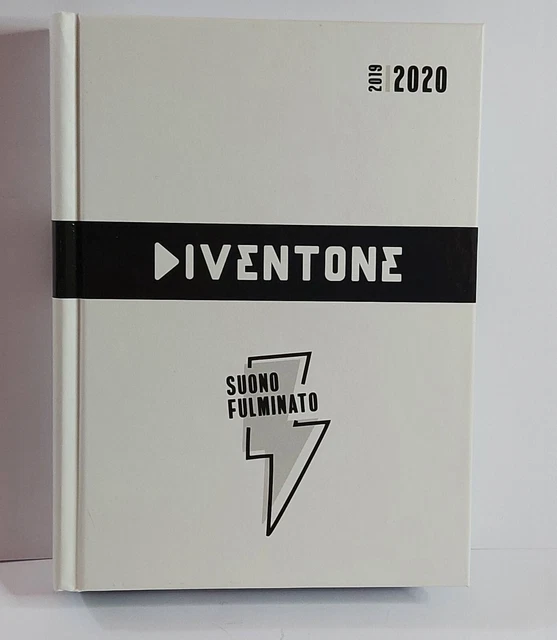 2019 2020
DIVENTONE
SUONO
FULMINATO